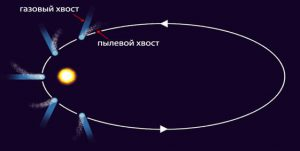 газовый хвост
пылевой хвост